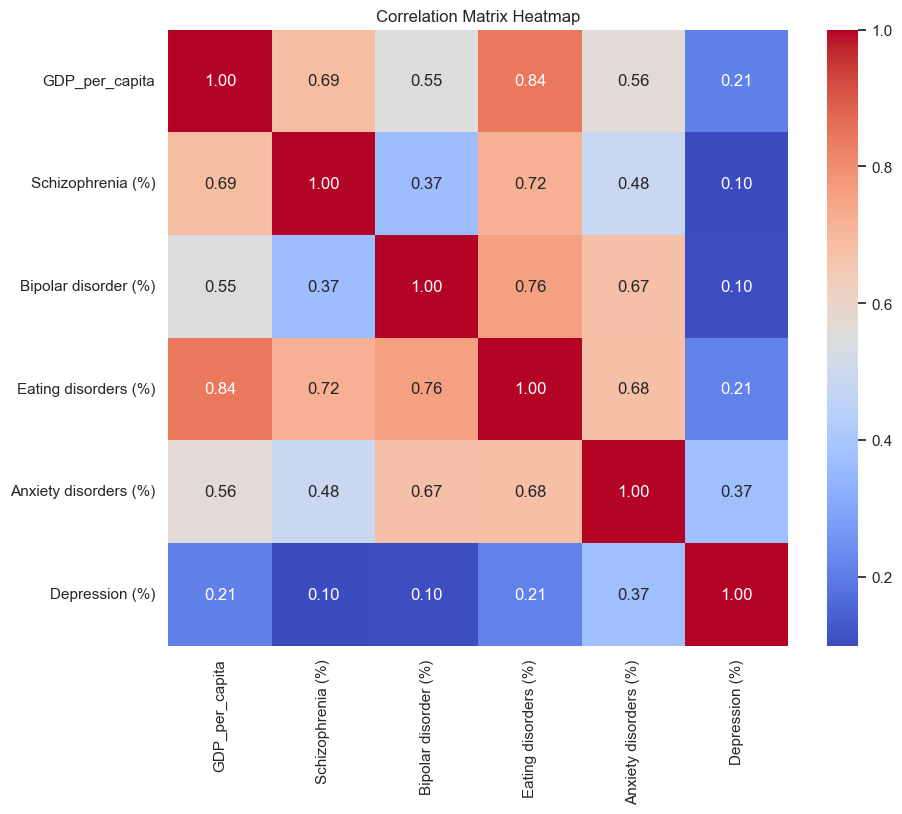 Correlation Matrix Heatmap
GDP_per_capita 1.00 0.69 0.55 0.84 0.56 0.21
Schizophrenia (%) 0.69 1.00 0.37 0.72 0.48 0.10
Bipolar disorder (%) 0.55 0.37 1.00 0.76 0.67 0.10
Eating disorders (%) 0.84 0.72 0.76 1.00 0.68 0.21
Anxiety disorders (%) 0.56 0.48 0.67 0.68 1.00 0.37
Depression (%) 0.21 0.10 0.10 0.21 0.37 1.00
GDP_per_capita
Schizophrenia (%)
Bipolar disorder (%)
Eating disorders (%)
Anxiety disorders (%)
Depression (%)
1.0
0.8
0.6
0.4
0.2